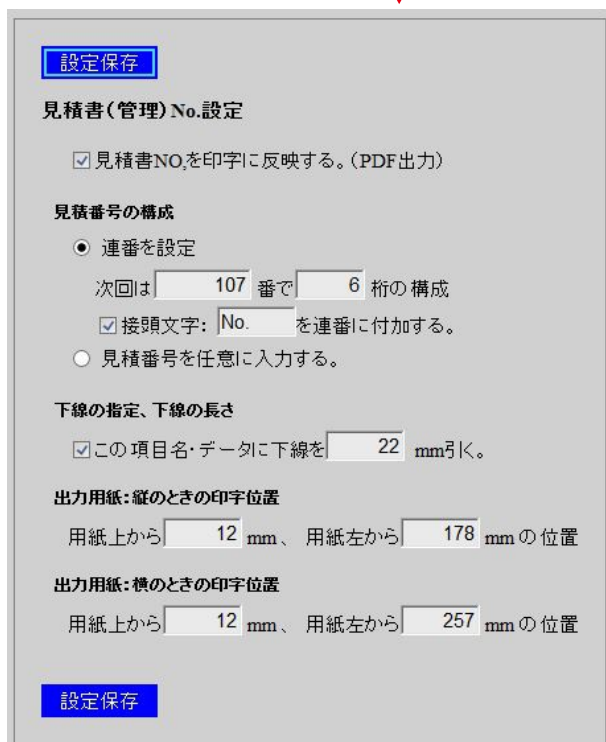 設定保存
見積書(管理)No.設定
見積書NO,を印字に反映する。(PDF出力)
見積番号の構成
連番を設定
次回は 107 番で 6 桁の構成
接頭文字: No. を連番に付加する。
見積番号を任意に入力する。
下線の指定、下線の長さ
この項目名・データに下線を 22 mm引く。
出力用紙:縦のときの印字位置
用紙上から 12 mm、 用紙左から 178 mmの位置
出力用紙:横のときの印字位置
用紙上から 12 mm、 用紙左から 257 mmの位置
設定保存